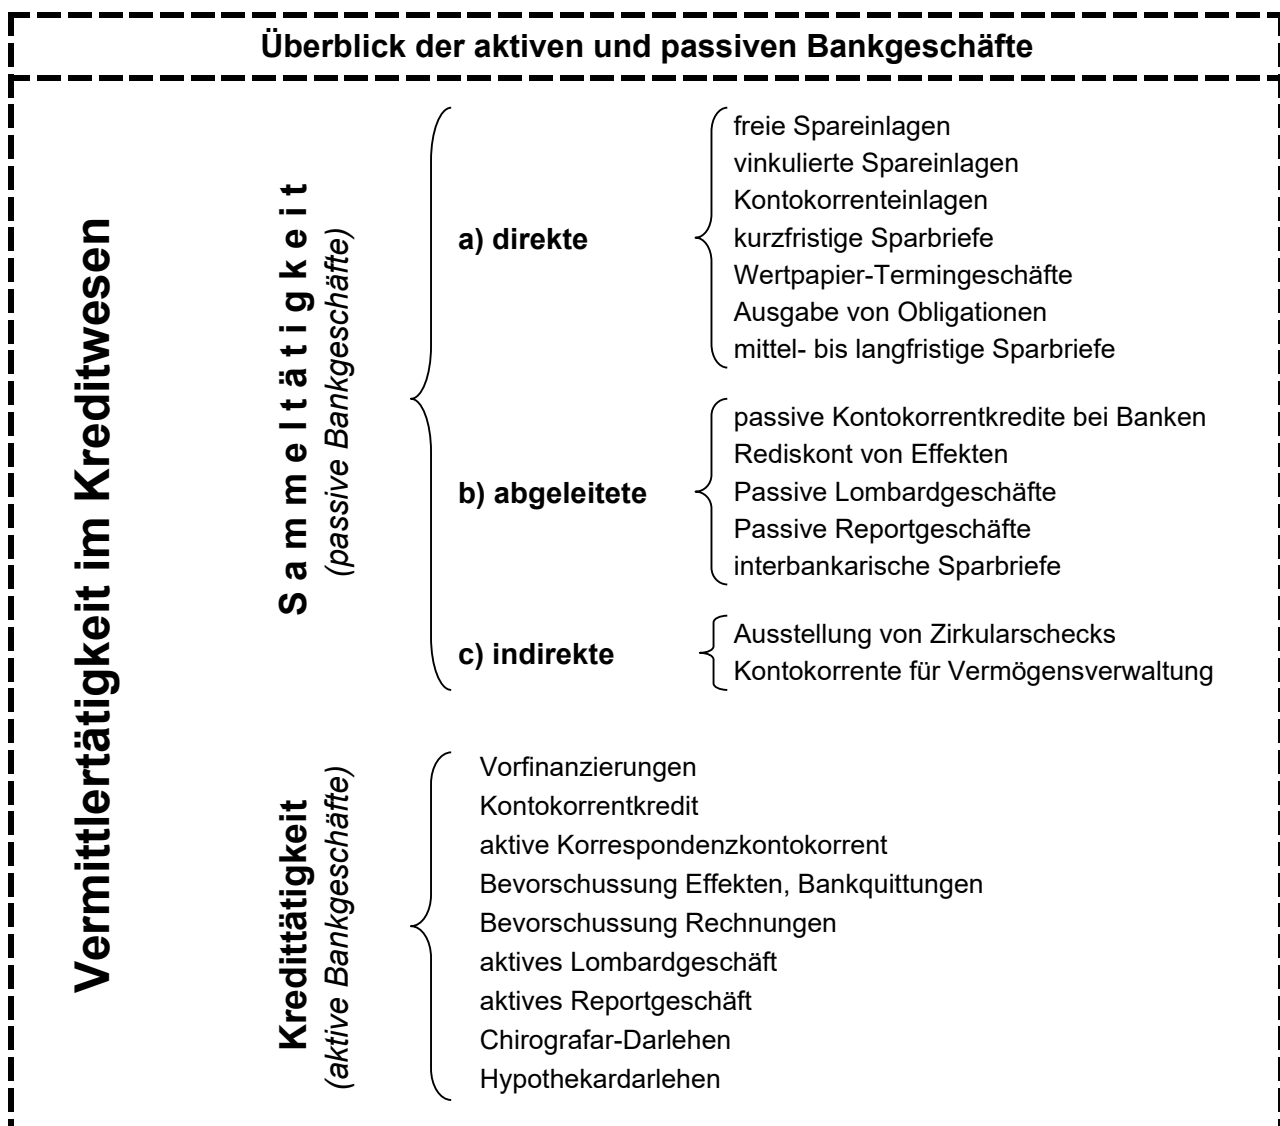 Überblick der aktiven und passiven Bankgeschäfte
Vermittlertätigkeit im Kreditwesen
Sammeltätigkeit
(passive Bankgeschäfte)
a) direkte
freie Spareinlagen
vinkulierte Spareinlagen
Kontokorrenteinlagen
kurzfristige Sparbriefe
Wertpapier-Termingeschäfte
Ausgabe von Obligationen
mittel- bis langfristige Sparbriefe
b) abgeleitete
passive Kontokorrentkredite bei Banken
Rediskont von Effekten
Passive Lombardgeschäfte
Passive Reportgeschäfte
interbankarische Sparbriefe
c) indirekte
Ausstellung von Zirkularschecks
Kontokorrente für Vermögensverwaltung
Kredittätigkeit
(aktive Bankgeschäfte)
Vorfinanzierungen
Kontokorrentkredit
aktive Korrespondenzkontokorrent
Bevorschussung Effekten, Bankquittungen
Bevorschussung Rechnungen
aktives Lombardgeschäft
aktives Reportgeschäft
Chirografar-Darlehen
Hypothekardarlehen